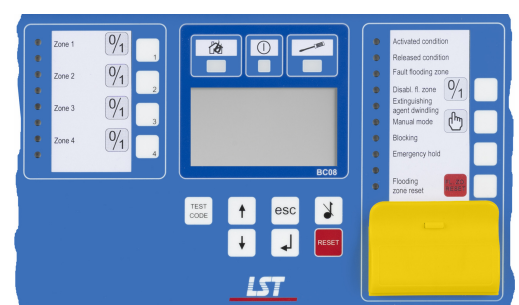 Zone 1
0/1
1
Zone 2
0/1
2
Zone 3
0/1
3
Zone 4
0/1
4
BC08
TEST
CODE
esc
RESET
LST
Activated condition
Released condition
Fault flooding zone
Disabl. fl. zone
0/1
Extinguishing
agent dwindling
Manual mode
Blocking
Emergency hold
Flooding
zone reset
RESET